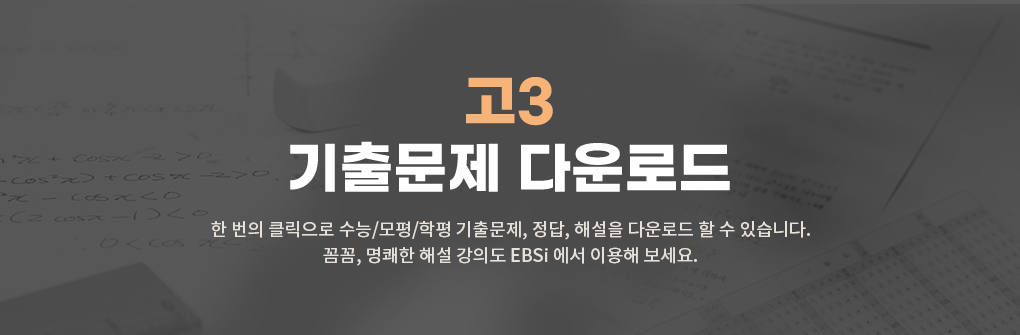 고3
기출문제 다운로드
한 번의 클릭으로 수능/모평/학평 기출문제, 정답, 해설을 다운로드 할 수 있습니다.
꼼꼼, 명쾌한 해설 강의도 EBSi 에서 이용해 보세요.